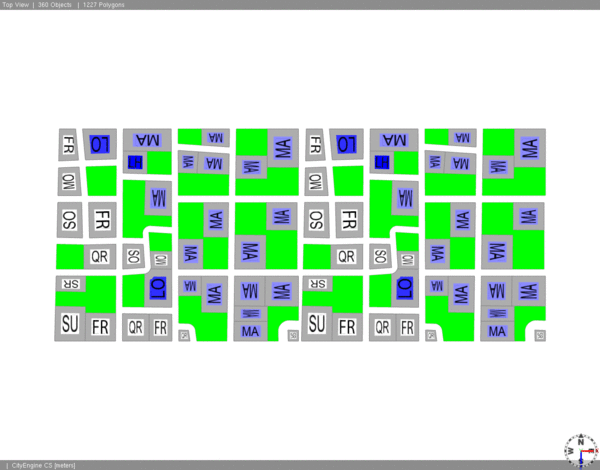 Top View | 360 Objects | 1227 Polygons
FR LO MA MA MA FR LO MA MA MA
MA MA MA MA MA MA
OW MA OW MA
OS FR MA MA OS FR MA MA
QR SO OW MA MA QR SO OW MA MA
SR LO MA MA MA MA SR LO MA MA MA MA
MA MA
SU FR QR FR MA SU FR QR FR MA
N
W
S
| CityEngine CS [meters]